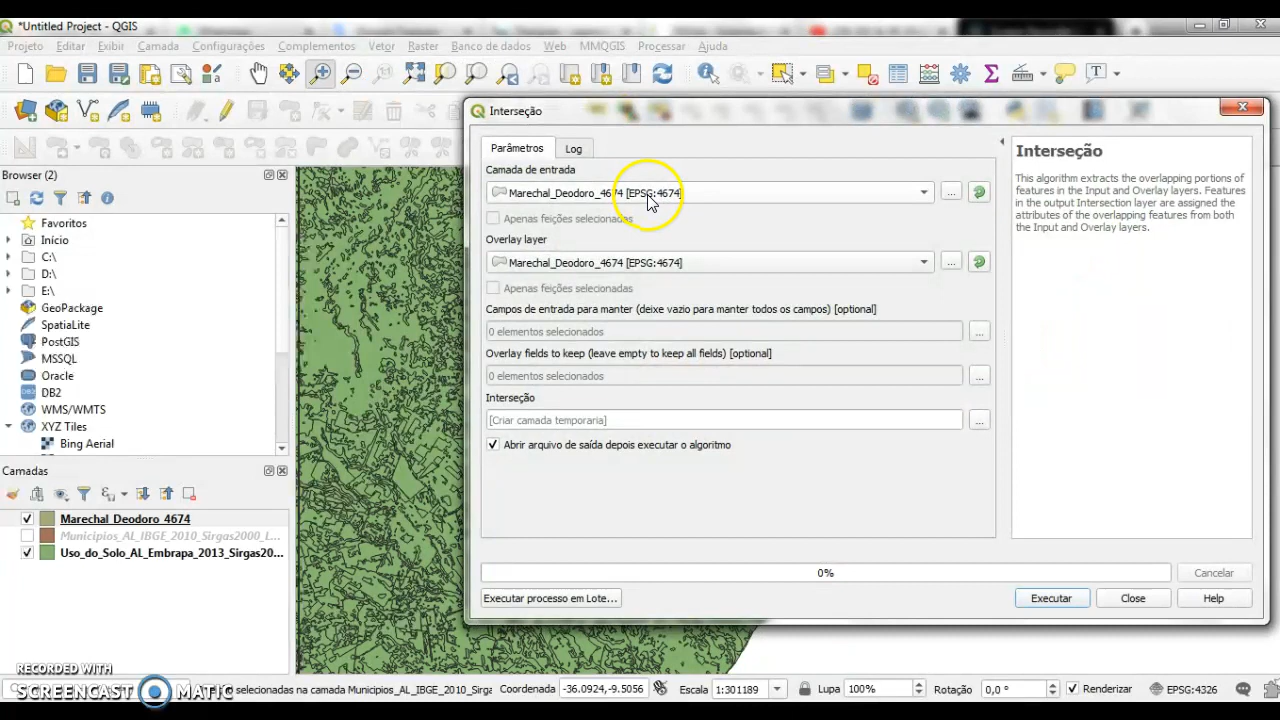 *Untitled Project - QGIS
Projeto Editar Exibir Camada Configurações Complementos Vetor Raster Banco de dados Web MMQGIS Processar Ajuda
Interseção
Parâmetros Log
Camada de entrada
Marechal_Deodoro_4674 [EPSG:4674]
Apenas feições selecionadas
Overlay layer
Marechal_Deodoro_4674 [EPSG:4674]
Apenas feições selecionadas
Campos de entrada para manter (deixe vazio para manter todos os campos) [optional]
0 elementos selecionados
...
Overlay fields to keep (leave empty to keep all fields) [optional]
0 elementos selecionados
...
Interseção
[Criar camada temporaria]
...
Abrir arquivo de saída depois executar o algoritmo
0%
Cancelar
Executar processo em Lote...
Executar
Close
Help
Interseção
This algorithm extracts the overlapping portions of
features in the Input and Overlay layers. Features
in the output Intersection layer are assigned the
attributes of the overlapping features from both
the Input and Overlay layers.
Browser (2)
Favoritos
Início
C:\
D:\
E:\
GeoPackage
SpatiaLite
PostGIS
MSSQL
Oracle
DB2
WMS/WMTS
XYZ Tiles
Bing Aerial
Camadas
Marechal_Deodoro_4674
Municipios_AL_IBGE_2010_Sirgas2000_L...
Uso_do_Solo_AL_Embrapa_2013_Sirgas20...
RECORDED WITH
SCREENCAST MATIC
selecionadas na camada Municipios_AL_IBGE_2010_Sirga
Coordenada -36.0924,-9.5056 Escala 1:301189 Lupa 100% Rotação 0,0 ° Renderizar EPSG:4326